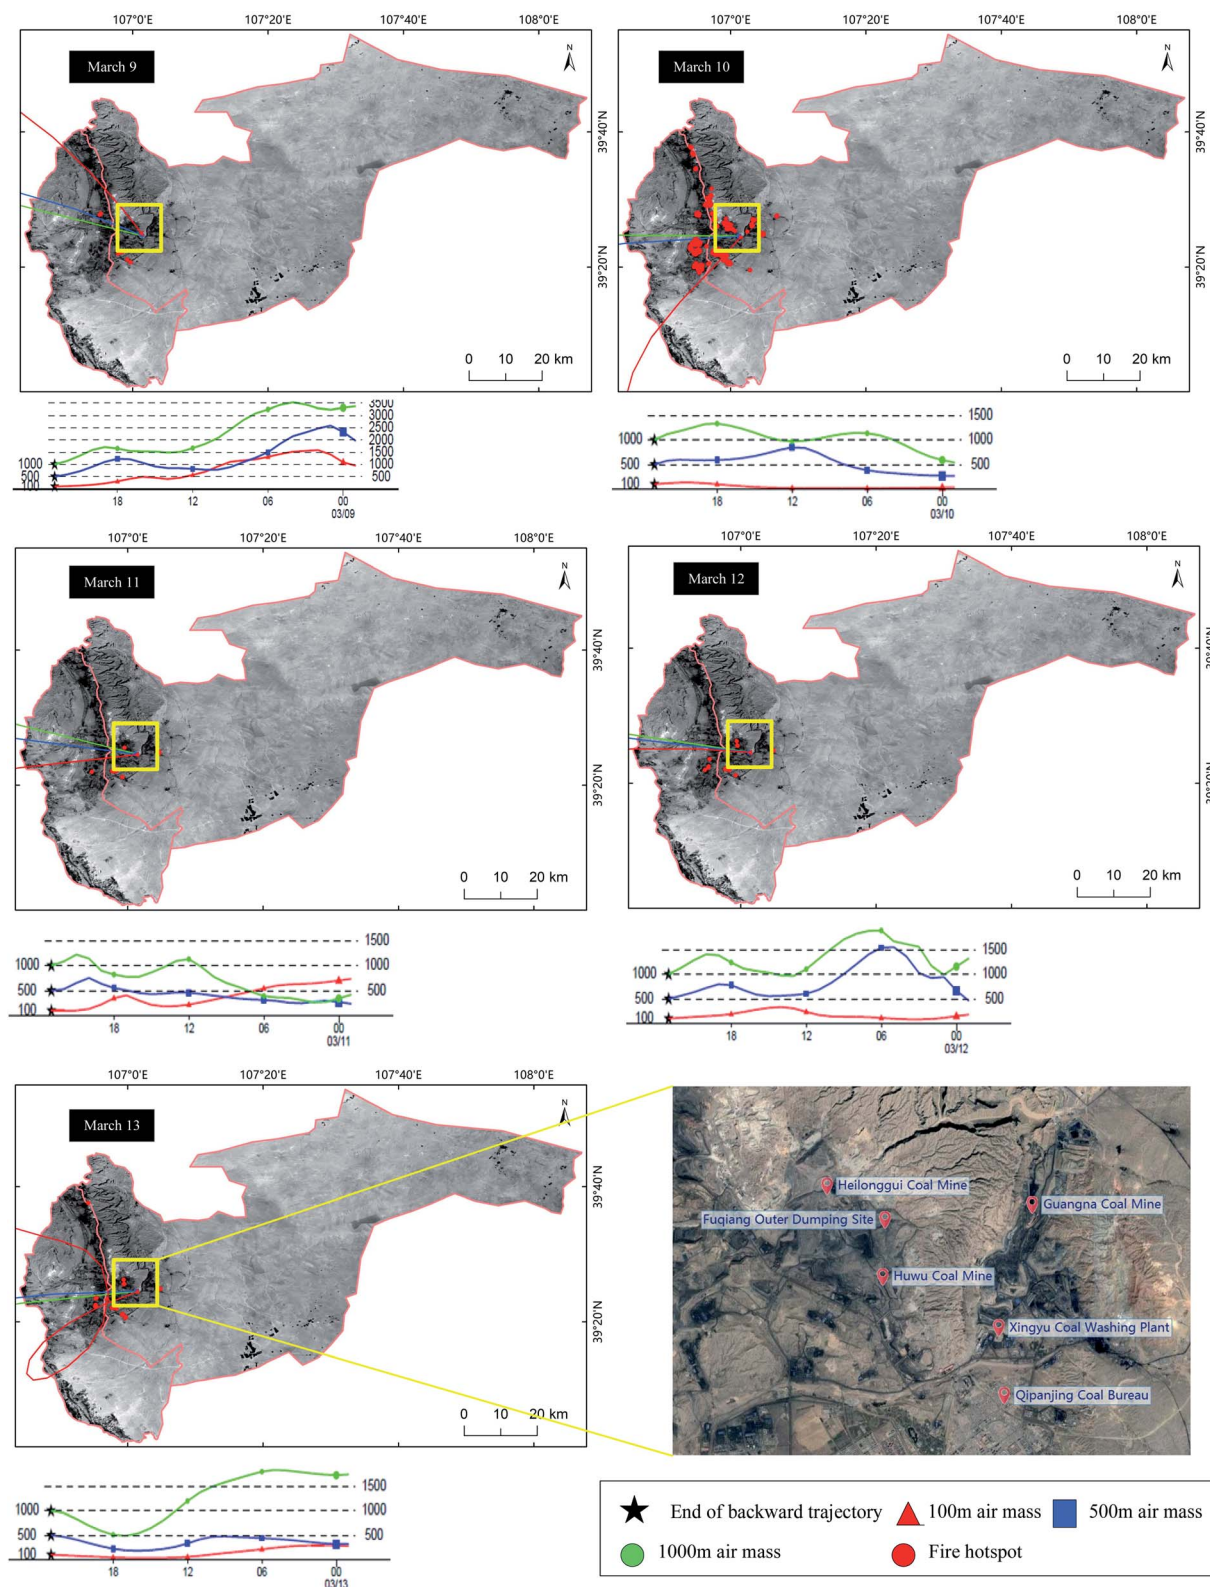 107°0'E 107°20'E 107°40'E 108°0'E
March 9
N
39°40'N
39°20'N
0 10 20 km
3500
3000
2500
2000
1500
1000 1000
500 500
100
18 12 06 00
03/09
107°0'E 107°20'E 107°40'E 108°0'E
March 10
N
39°40'N
39°20'N
0 10 20 km
1500
1000 1000
500 500
100
18 12 06 00
03/10
107°0'E 107°20'E 107°40'E 108°0'E
March 11
N
39°40'N
39°20'N
0 10 20 km
1500
1000 1000
500 500
100
18 12 06 00
03/11
107°0'E 107°20'E 107°40'E 108°0'E
March 12
N
39°40'N
39°20'N
0 10 20 km
1500
1000 1000
500 500
100
18 12 06 00
03/12
107°0'E 107°20'E 107°40'E 108°0'E
March 13
N
39°40'N
39°20'N
0 10 20 km
1500
1000 1000
500 500
100
18 12 06 00
03/13
Heilonggui Coal Mine
Guangna Coal Mine
Fuqiang Outer Dumping Site
Huwu Coal Mine
Xingyu Coal Washing Plant
Qipanjing Coal Bureau
End of backward trajectory 100m air mass 500m air mass
1000m air mass Fire hotspot